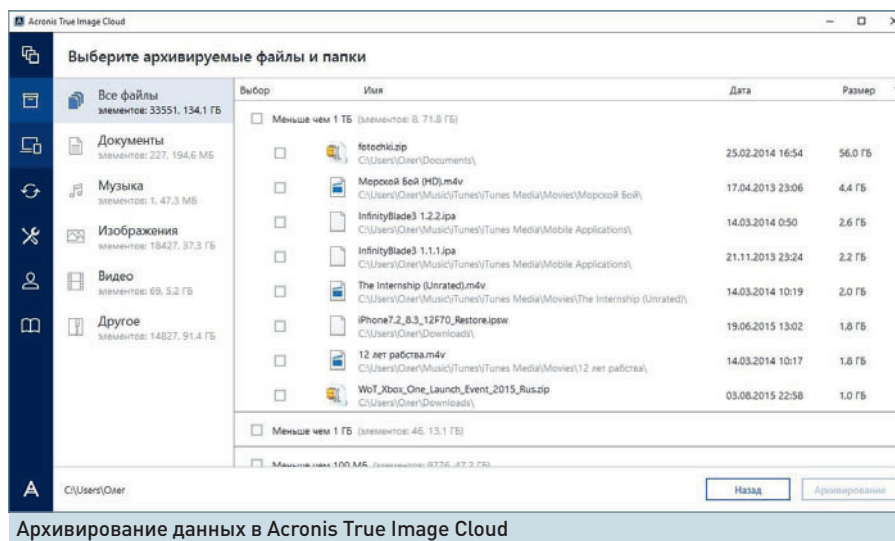 Acronis True Image Cloud
Выберите архивируемые файлы и папки
Все файлы
элементов: 33551, 134,1 ГБ
Документы
элементов: 227, 194,6 МБ
Музыка
элементов: 1, 47,3 МБ
Изображения
элементов: 18427, 37,3 ГБ
Видео
элементов: 69, 5,2 ГБ
Другое
элементов: 14827, 91,4 ГБ
Выбор Имя Дата Размер
Меньше чем 1 ТБ (элементов: 8, 71,8 ГБ)
fotochki.zip 25.02.2014 16:54 56,0 ГБ
C:\Users\Олег\Documents\
Морской Бой (HD).m4v 17.04.2013 23:06 4,4 ГБ
C:\Users\Олег\Music\iTunes\iTunes Media\Movies\Морской Бой\
InfinityBlade3 1.2.2.ipa 14.03.2014 0:50 2,6 ГБ
C:\Users\Олег\Music\iTunes\iTunes Media\Mobile Applications\
InfinityBlade3 1.1.1.ipa 21.11.2013 23:24 2,2 ГБ
C:\Users\Олег\Music\iTunes\iTunes Media\Mobile Applications\
The Internship (Unrated).m4v 14.03.2014 10:19 2,0 ГБ
C:\Users\Олег\Music\iTunes\iTunes Media\Movies\The Internship (Unrated)\
iPhone7,2_8.3_12F70_Restore.ipsw 19.06.2015 13:02 1,8 ГБ
C:\Users\Олег\Downloads\
12 лет рабства.m4v 14.03.2014 10:17 1,8 ГБ
C:\Users\Олег\Music\iTunes\iTunes Media\Movies\12 лет рабства\
WoT_Xbox_One_Launch_Event_2015_Rus.zip 03.08.2015 22:58 1,0 ГБ
C:\Users\Олег\Downloads\
Меньше чем 1 ГБ (элементов: 46, 13,1 ГБ)
Меньше чем 100 МБ (элементов: 9776, 47,2 ГБ)
C:\Users\Олег
Назад
Архивирование
Архивирование данных в Acronis True Image Cloud